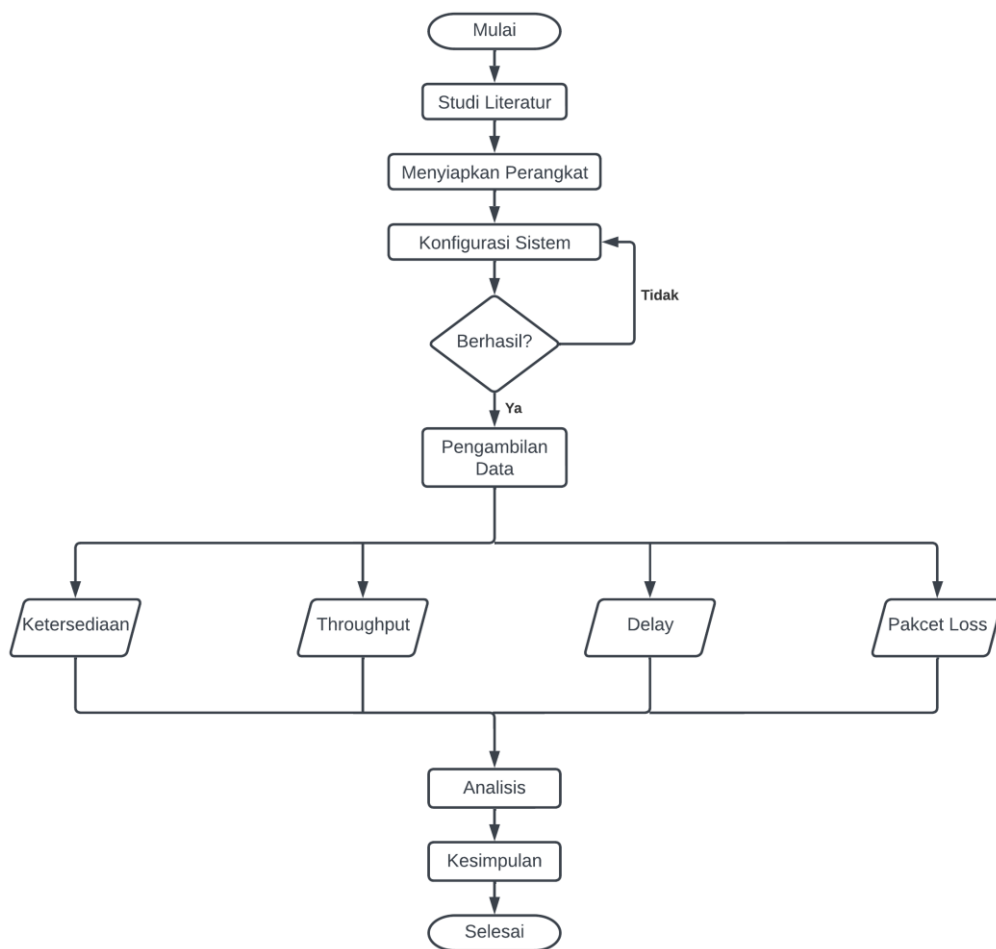 Mulai
Studi Literatur
Menyiapkan Perangkat
Konfigurasi Sistem
Tidak
Berhasil?
Ya
Pengambilan
Data
Ketersediaan
Throughput
Delay
Pakcet Loss
Analisis
Kesimpulan
Selesai